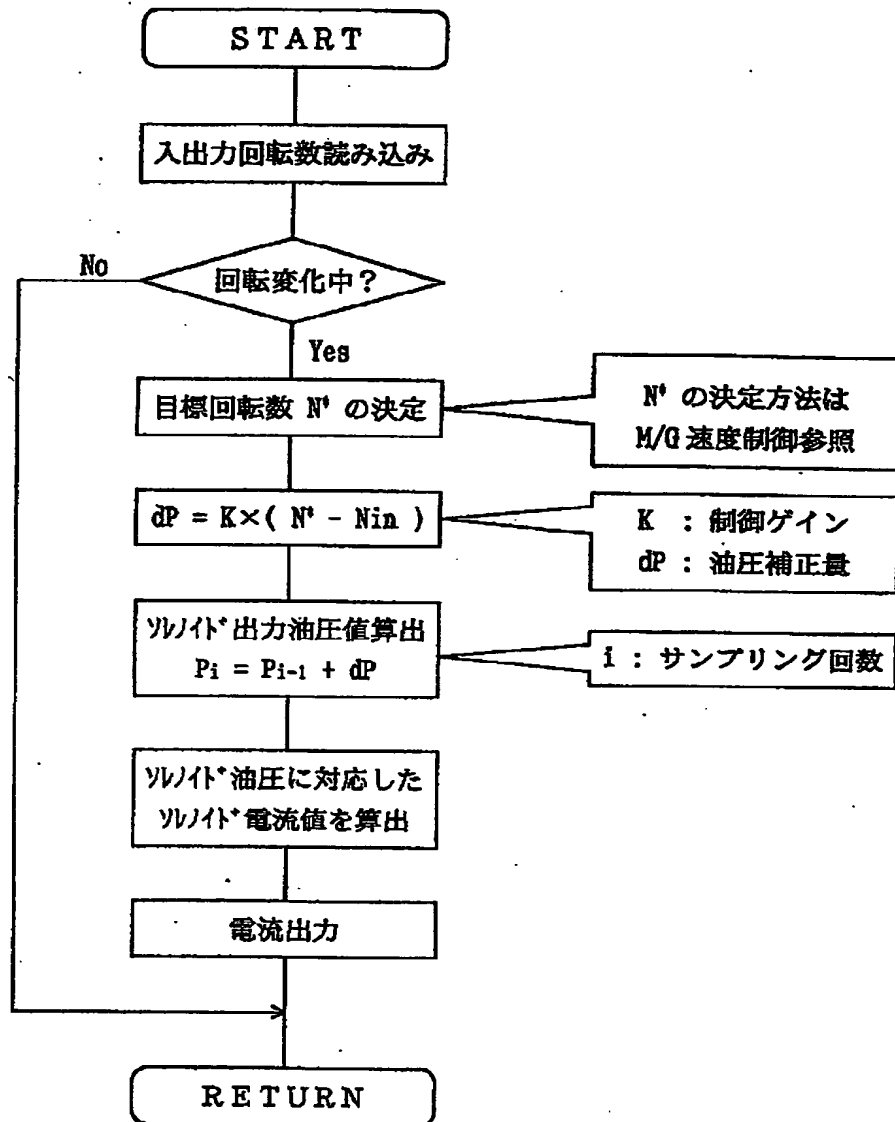 START
入出力回転数読み込み
回転変化中？
No
Yes
目標回転数 N* の決定
N* の決定方法は
M/G 速度制御参照
dP = K×( N* - Nin )
K : 制御ゲイン
dP : 油圧補正量
ｿﾚﾉｲﾄﾞ出力油圧値算出
Pi = Pi-1 + dP
i : サンプリング回数
ｿﾚﾉｲﾄﾞ油圧に対応した
ｿﾚﾉｲﾄﾞ電流値を算出
電流出力
RETURN